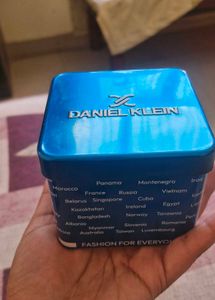 DANIEL KLEIN
Morocco Panama Montenegro
France Russia Vietnam
Belarus Singapore Cuba
Kazakhstan Ireland Egypt
Bangladesh Norway Tanzania
Albania Slovenia Romania
Myanmar Taiwan Luxembourg
Australia
FASHION FOR EVERYO